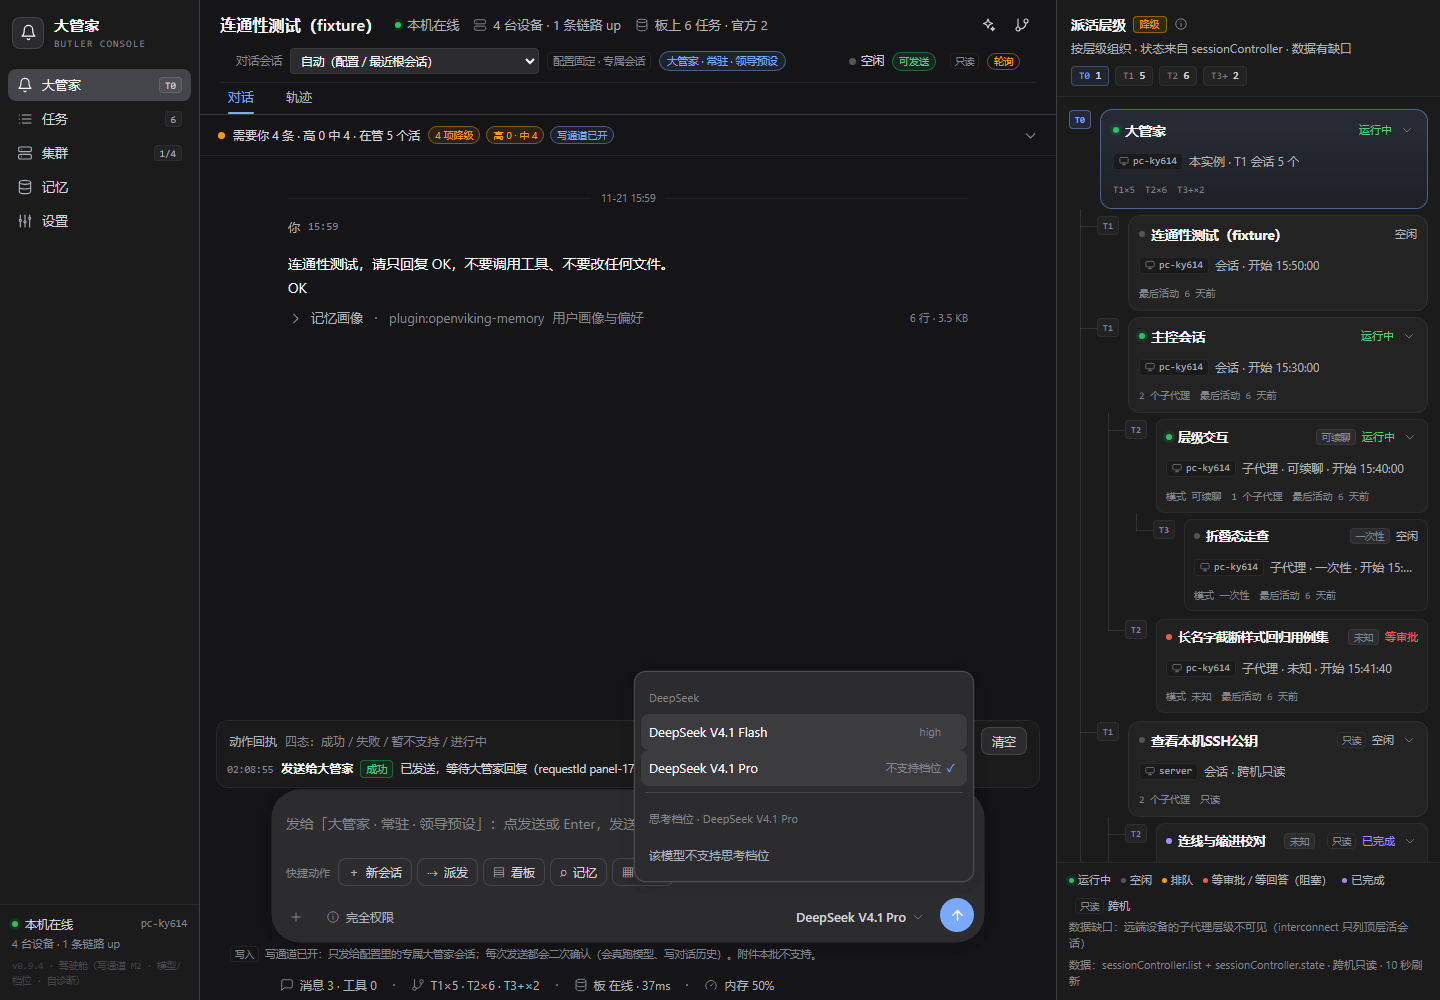 大管家
BUTLER CONSOLE
大管家 T0
任务 6
集群 1/4
记忆
设置
本机在线 pc-ky614
4 台设备 · 1 条链路 up
v0.9.4 · 驾驶舱（写通道 M2 · 模型/
档位 · 自诊断）
连通性测试（fixture） 本机在线 4 台设备 · 1 条链路 up 板上 6 任务 · 官方 2
对话会话 自动（配置 / 最近根会话） 配置固定 · 专属会话 大管家 · 常驻 · 领导预设 空闲 可发送 只读 轮询
对话 轨迹
需要你 4 条 · 高 0 中 4 · 在管 5 个活 4 项降级 高 0 · 中 4 写通道已开
11-21 15:59
你 15:59
连通性测试，请只回复 OK，不要调用工具、不要改任何文件。
OK
记忆画像 · plugin:openviking-memory 用户画像与偏好 6 行 · 3.5 KB
动作回执 四态：成功 / 失败 / 暂不支持 / 进行中 清空
02:08:55 发送给大管家 成功 已发送，等待大管家回复（requestId panel-17
DeepSeek
DeepSeek V4.1 Flash high
DeepSeek V4.1 Pro 不支持档位 ✓
思考档位 · DeepSeek V4.1 Pro
该模型不支持思考档位
发给「大管家 · 常驻 · 领导预设」：点发送或 Enter，发送
快捷动作 + 新会话 派发 看板 记忆
+ 完全权限 DeepSeek V4.1 Pro
写入 写通道已开：只发给配置里的专属大管家会话；每次发送都会二次确认（会真跑模型、写对话历史）。附件本批不支持。
消息 3 · 工具 0 · T1×5 · T2×6 · T3+×2 · 板 在线 · 37ms · 内存 50%
派活层级 降级
按层级组织 · 状态来自 sessionController · 数据有缺口
T0 1 T1 5 T2 6 T3+ 2
T0 大管家 运行中
pc-ky614 本实例 · T1 会话 5 个
T1×5 T2×6 T3+×2
T1 连通性测试（fixture） 空闲
pc-ky614 会话 · 开始 15:50:00
最后活动 6 天前
T1 主控会话 运行中
pc-ky614 会话 · 开始 15:30:00
2 个子代理 最后活动 6 天前
T2 层级交互 可续聊 运行中
pc-ky614 子代理 · 可续聊 · 开始 15:40:00
模式 可续聊 1 个子代理 最后活动 6 天前
T3 折叠态走查 一次性 空闲
pc-ky614 子代理 · 一次性 · 开始 15:...
模式 一次性 最后活动 6 天前
T2 长名字截断样式回归用例集 未知 等审批
pc-ky614 子代理 · 未知 · 开始 15:41:40
模式 未知 最后活动 6 天前
T1 查看本机SSH公钥 只读 空闲
server 会话 · 跨机只读
2 个子代理 只读
T2 连线与缩进校对 未知 只读 已完成
运行中 空闲 排队 等审批 / 等回答（阻塞） 已完成
只读 跨机
数据缺口：远端设备的子代理层级不可见（interconnect 只列顶层活会
话）
数据：sessionController.list + sessionController.state · 跨机只读 · 10 秒刷
新